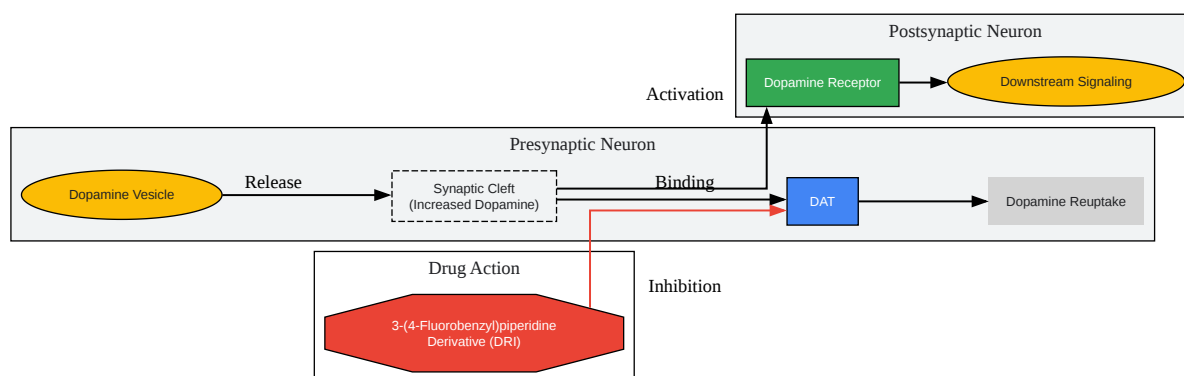 Postsynaptic Neuron
Dopamine Receptor
Downstream Signaling
Activation
Presynaptic Neuron
Dopamine Vesicle
Release
Synaptic Cleft
(Increased Dopamine)
Binding
DAT
Dopamine Reuptake
Drug Action
Inhibition
3-(4-Fluorobenzyl)piperidine
Derivative (DRI)